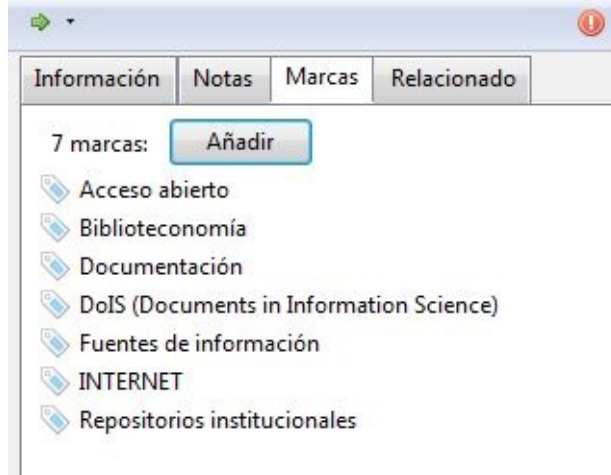 Información Notas Marcas Relacionado
7 marcas: Añadir
Acceso abierto
Biblioteconomía
Documentación
DoIS (Documents in Information Science)
Fuentes de información
INTERNET
Repositorios institucionales